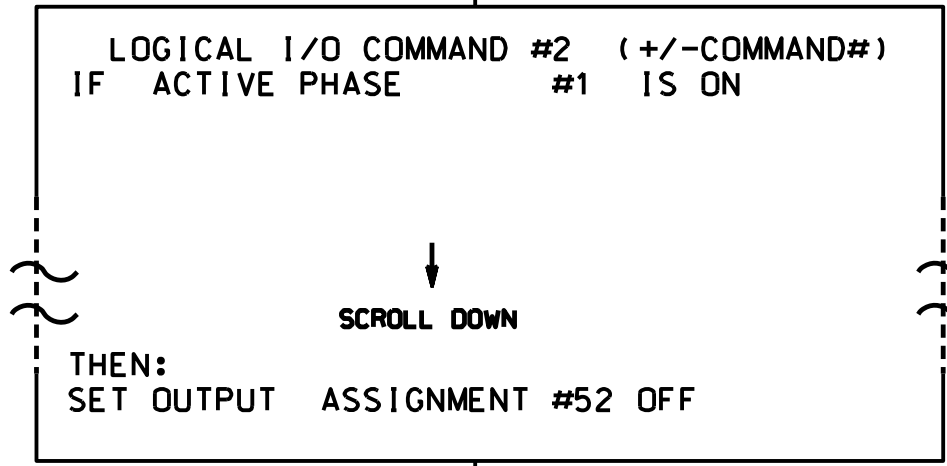 LOGICAL I/O COMMAND #2 (+/-COMMAND#)
IF ACTIVE PHASE #1 IS ON
SCROLL DOWN
THEN:
SET OUTPUT ASSIGNMENT #52 OFF